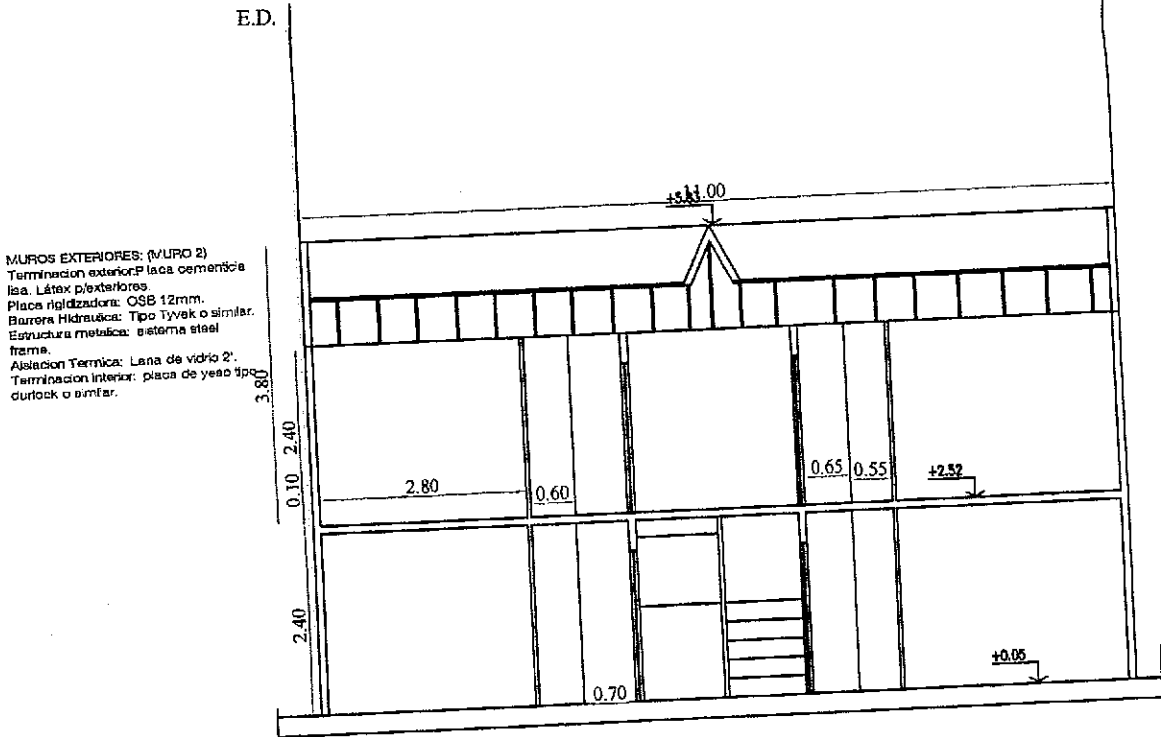 E.D.
11.00
MUROS EXTERIORES: (MURO 2)
Terminacion exterior:P laca cementicia
lisa. Látex p/exteriores.
Placa rigidizadora: OSB 12mm.
Barrera Hidraulica: Tipo Tyvek o similar.
Estructura metalica: sistema steel
frame.
Aislacion Termica: Lana de vidrio 2'.
Terminacion interior: placa de yeso tipo
durlock o similar.
3.80
2.40
0.10
2.80
0.60
0.65
0.55
+2.52
2.40
0.70
+0.05